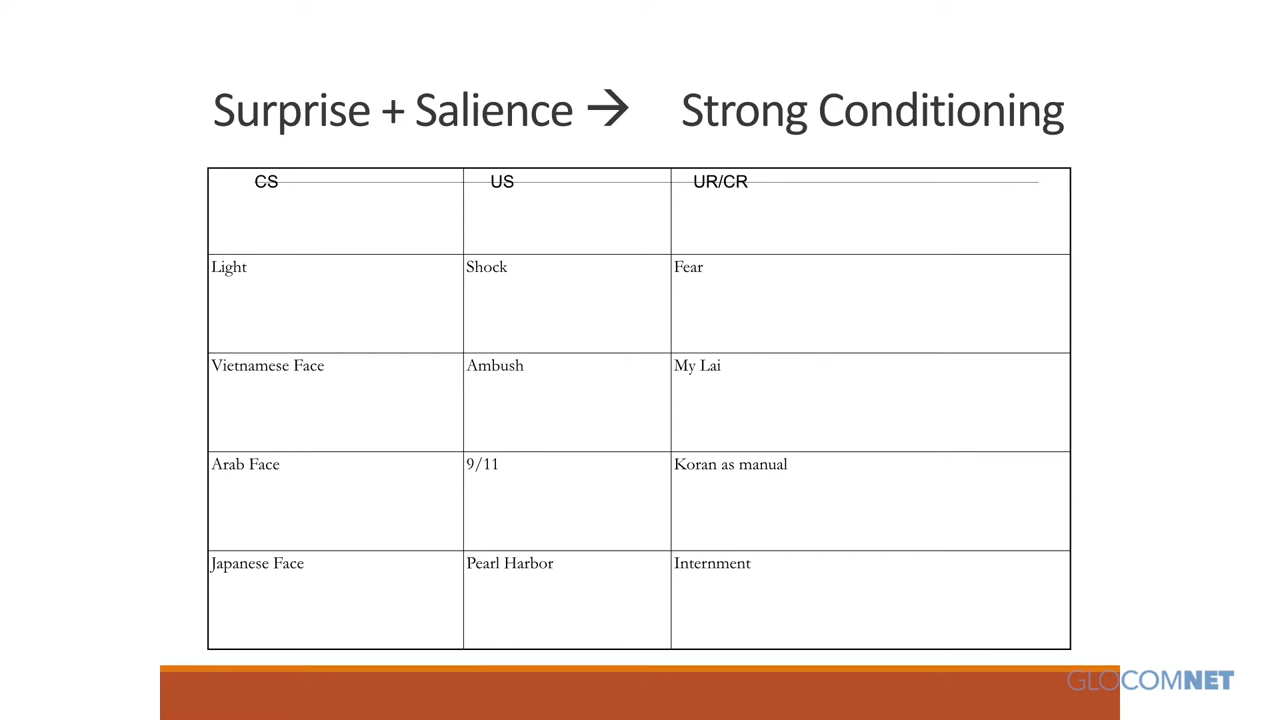 Surprise + Salience → Strong Conditioning
CS US UR/CR
Light Shock Fear
Vietnamese Face Ambush My Lai
Arab Face 9/11 Koran as manual
Japanese Face Pearl Harbor Internment
GLOCOMNET